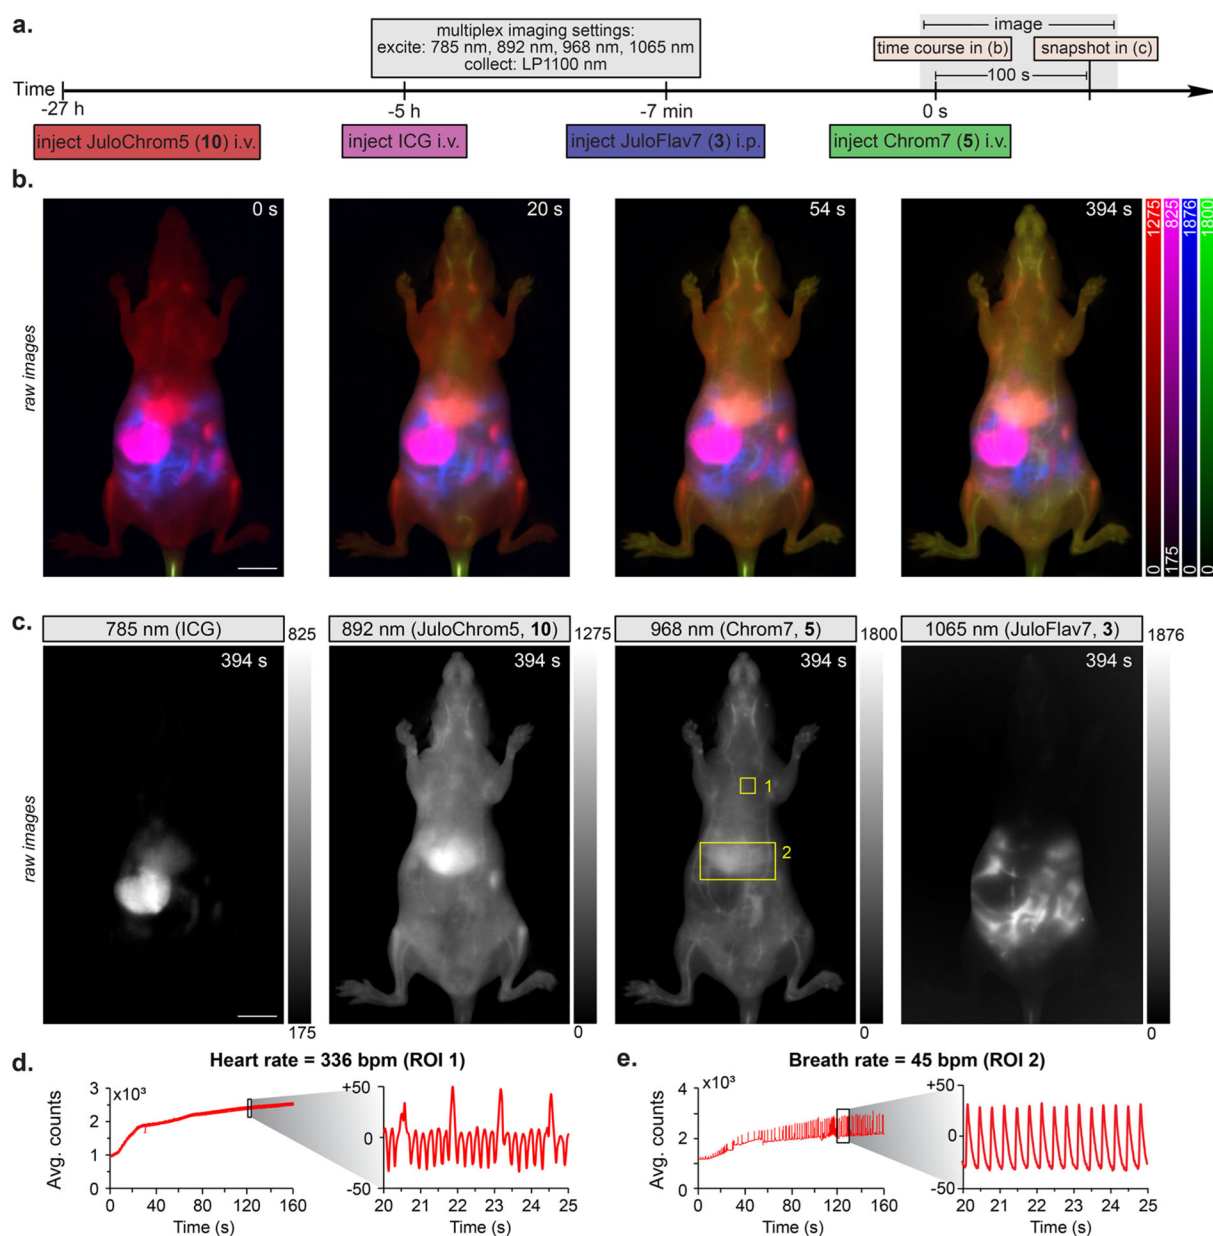 a.
multiplex imaging settings:
excite: 785 nm, 892 nm, 968 nm, 1065 nm
collect: LP1100 nm
image
time course in (b)
snapshot in (c)
100 s
Time
-27 h
-5 h
-7 min
0 s
inject JuloChrom5 (10) i.v.
inject ICG i.v.
inject JuloFlav7 (3) i.p.
inject Chrom7 (5) i.v.
b.
raw images
0 s
20 s
54 s
394 s
1275
825
1876
1800
0
175
0
0
c.
785 nm (ICG)
825
892 nm (JuloChrom5, 10)
1275
968 nm (Chrom7, 5)
1800
1065 nm (JuloFlav7, 3)
1876
raw images
394 s
394 s
394 s
394 s
1
2
175
0
0
0
d.
Heart rate = 336 bpm (ROI 1)
Avg. counts
x10³
3
2
1
0
0 40 80 120 160
Time (s)
+50
0
-50
20 21 22 23 24 25
Time (s)
e.
Breath rate = 45 bpm (ROI 2)
Avg. counts
x10³
4
3
2
1
0
0 40 80 120 160
Time (s)
+50
0
-50
20 21 22 23 24 25
Time (s)